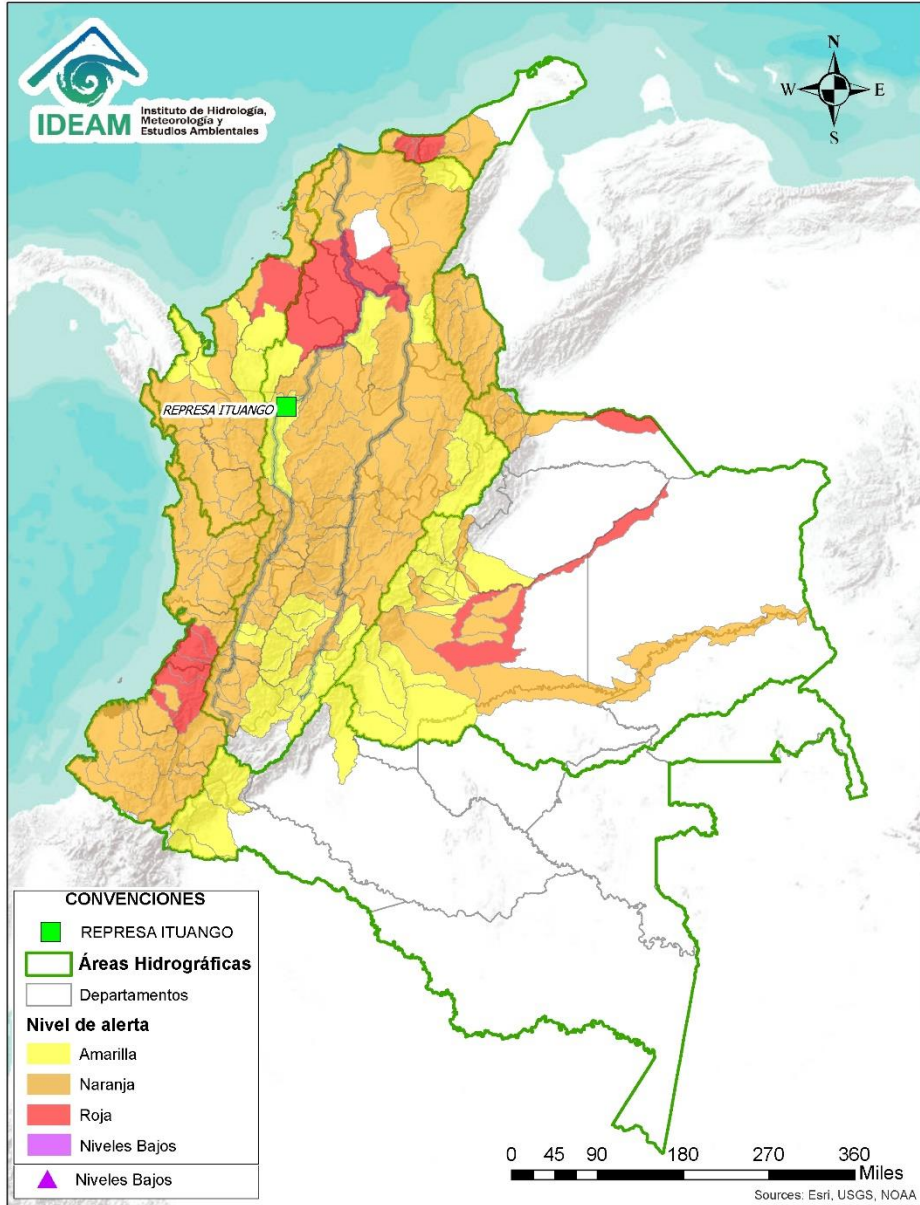 IDEAM
Instituto de Hidrología,
Meteorología y
Estudios Ambientales
N
W
E
S
REPRESA ITUANGO
CONVENCIONES
REPRESA ITUANGO
Áreas Hidrográficas
Departamentos
Nivel de alerta
Amarilla
Naranja
Roja
Niveles Bajos
Niveles Bajos
0 45 90 180 270 360
Miles
Sources: Esri, USGS, NOAA